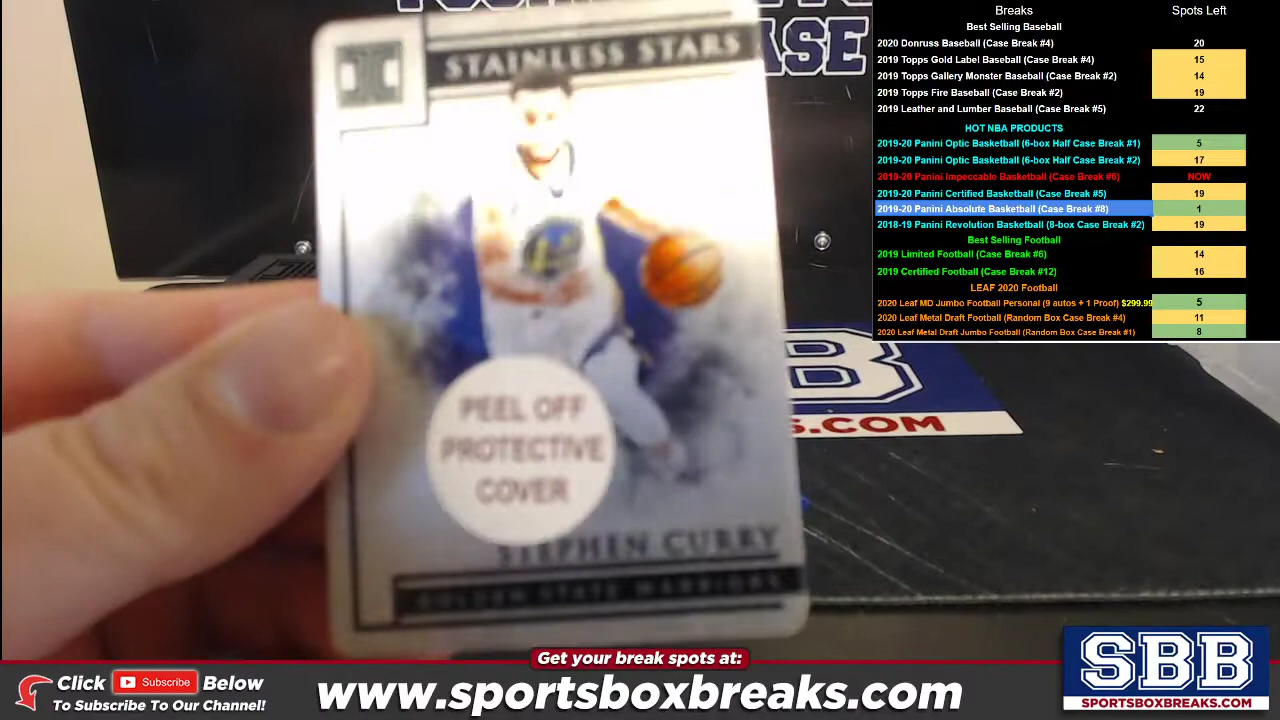 STAINLESS STARS
PEEL OFF
PROTECTIVE
COVER
STEPHEN CURRY
GOLDEN STATE WARRIORS
ASE
S.COM
Breaks Spots Left
Best Selling Baseball
2020 Donruss Baseball (Case Break #4) 20
2019 Topps Gold Label Baseball (Case Break #4) 15
2019 Topps Gallery Monster Baseball (Case Break #2) 14
2019 Topps Fire Baseball (Case Break #2) 19
2019 Leather and Lumber Baseball (Case Break #5) 22
HOT NBA PRODUCTS
2019-20 Panini Optic Basketball (6-box Half Case Break #1) 5
2019-20 Panini Optic Basketball (6-box Half Case Break #2) 17
2019-20 Panini Impeccable Basketball (Case Break #6) NOW
2019-20 Panini Certified Basketball (Case Break #5) 19
2019-20 Panini Absolute Basketball (Case Break #8) 1
2018-19 Panini Revolution Basketball (8-box Case Break #2) 19
Best Selling Football
2019 Limited Football (Case Break #6) 14
2019 Certified Football (Case Break #12) 16
LEAF 2020 Football
2020 Leaf MD Jumbo Football Personal (9 autos + 1 Proof) $299.99 5
2020 Leaf Metal Draft Football (Random Box Case Break #4) 11
2020 Leaf Metal Draft Jumbo Football (Random Box Case Break #1) 8
Get your break spots at:
Click Subscribe Below
To Subscribe To Our Channel!
www.sportsboxbreaks.com
SBB
SPORTSBOXBREAKS.COM